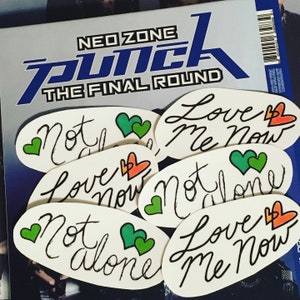 NEO ZONE
PUNCH
THE FINAL ROUND
Not alone
Love Me Now
Love Now
Not alone
Not alone
Love Me Now